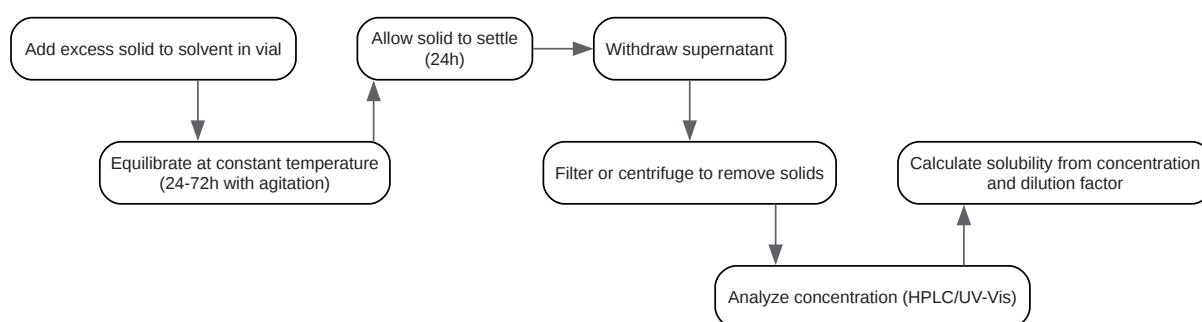 Add excess solid to solvent in vial
Equilibrate at constant temperature
(24-72h with agitation)
Allow solid to settle
(24h)
Withdraw supernatant
Filter or centrifuge to remove solids
Analyze concentration (HPLC/UV-Vis)
Calculate solubility from concentration
and dilution factor